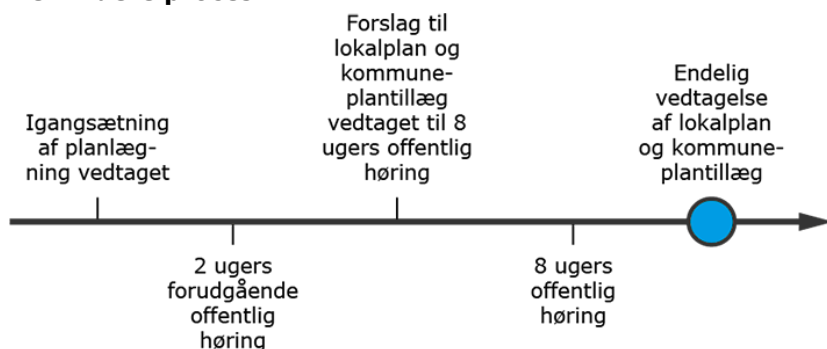 Igangsætning
af planlæg-
ning vedtaget
2 ugers
forudgående
offentlig
høring
Forslag til
lokalplan og
kommune-
plantillæg
vedtaget til 8
ugers offentlig
høring
8 ugers
offentlig
høring
Endelig
vedtagelse
af lokalplan
og kommune-
plantillæg